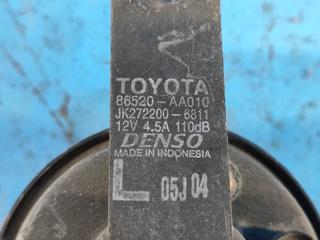 TOYOTA
86520-AA010
JK272200-6811
12V 4.5A 110dB
DENSO
MADE IN INDONESIA
L 05J 04